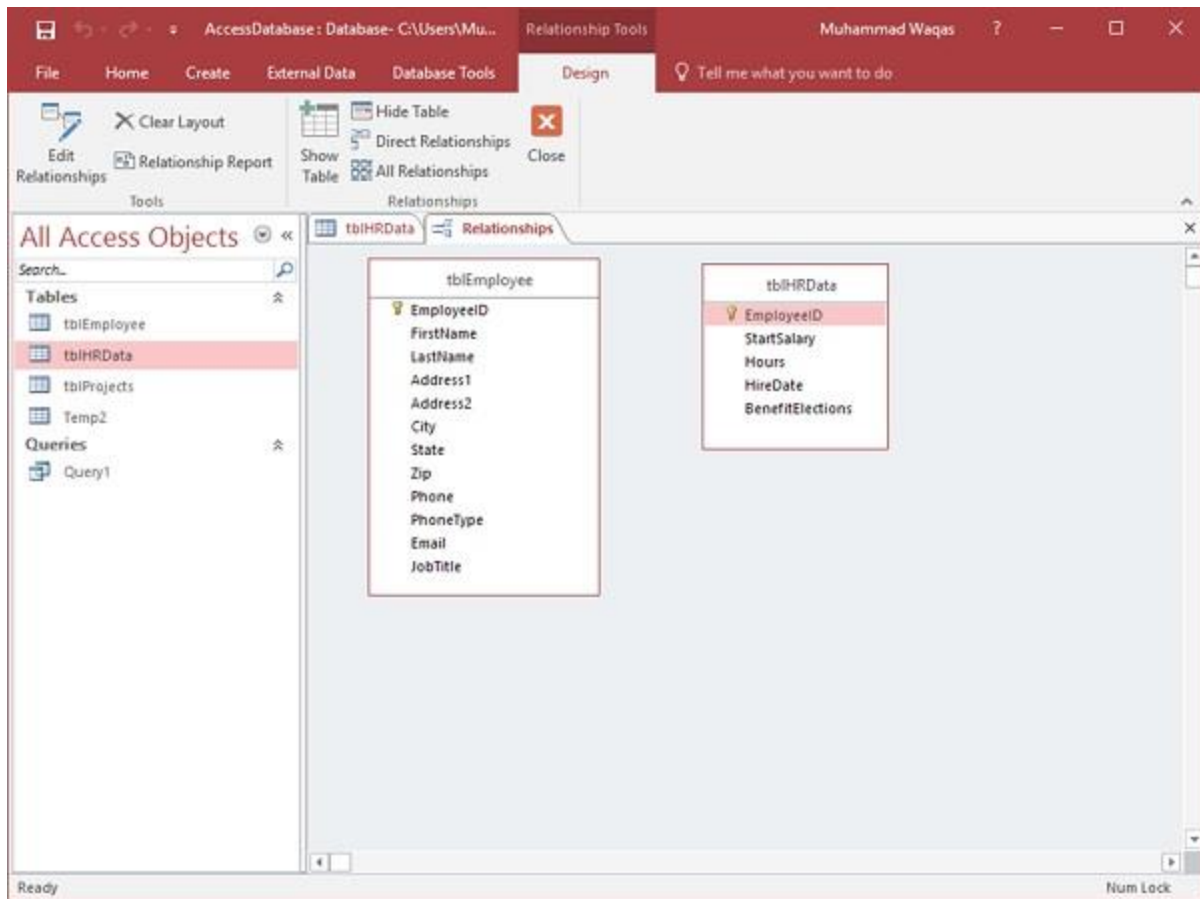 AccessDatabase : Database- C:\Users\Mu...
Relationship Tools
Muhammad Waqas
?
File
Home
Create
External Data
Database Tools
Design
Tell me what you want to do
Edit
Relationships
Clear Layout
Relationship Report
Tools
Show
Table
Hide Table
Direct Relationships
All Relationships
Relationships
Close
All Access Objects
Search...
Tables
tblEmployee
tblHRData
tblProjects
Temp2
Queries
Query1
tblHRData
Relationships
tblEmployee
EmployeeID
FirstName
LastName
Address1
Address2
City
State
Zip
Phone
PhoneType
Email
JobTitle
tblHRData
EmployeeID
StartSalary
Hours
HireDate
BenefitElections
Ready
Num Lock